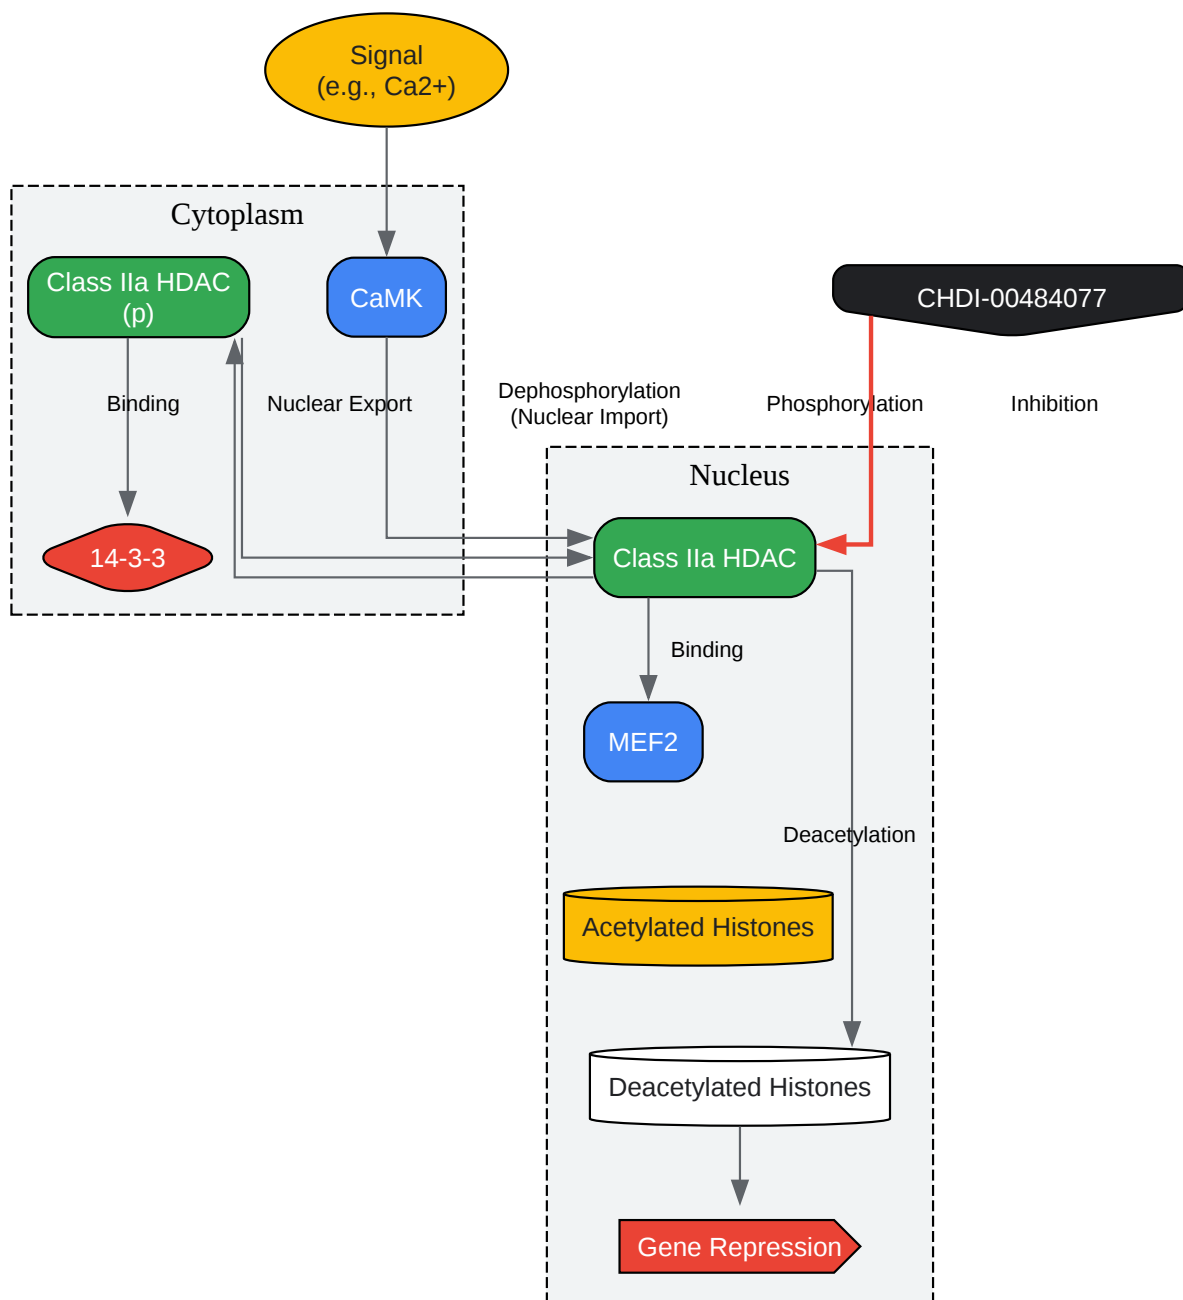 Signal
(e.g., Ca2+)
Cytoplasm
Class IIa HDAC
(p)
CaMK
CHDI-00484077
Binding
Nuclear Export
Dephosphorylation
(Nuclear Import)
Phosphorylation
Inhibition
Nucleus
14-3-3
Class IIa HDAC
Binding
MEF2
Deacetylation
Acetylated Histones
Deacetylated Histones
Gene Repression